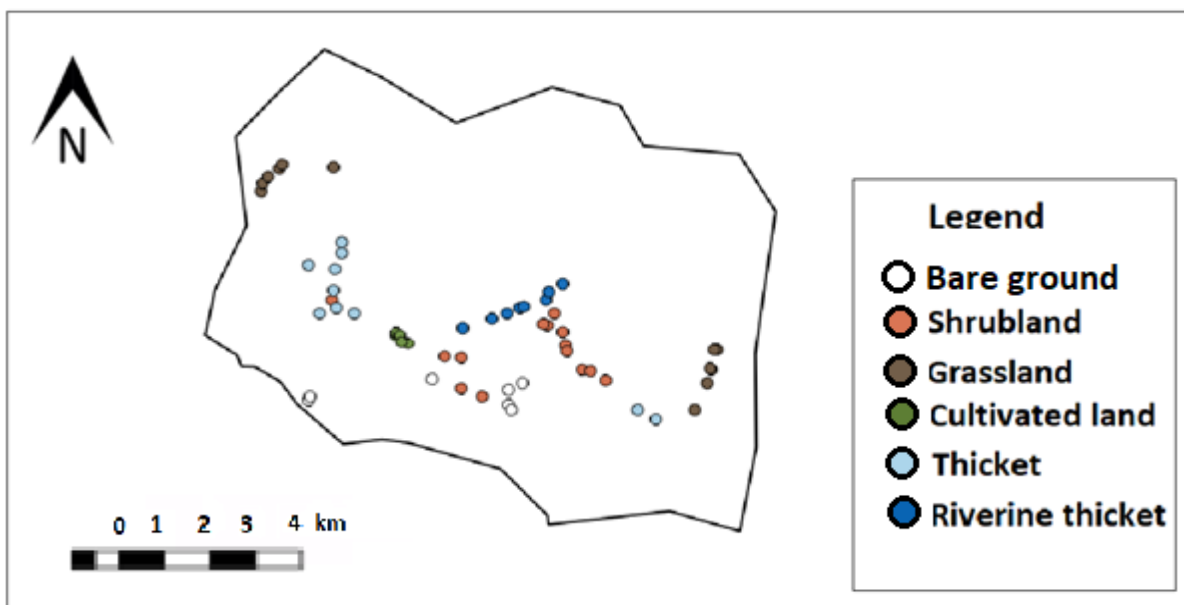 N
Legend
Bare ground
Shrubland
Grassland
Cultivated land
Thicket
Riverine thicket
0 1 2 3 4 km